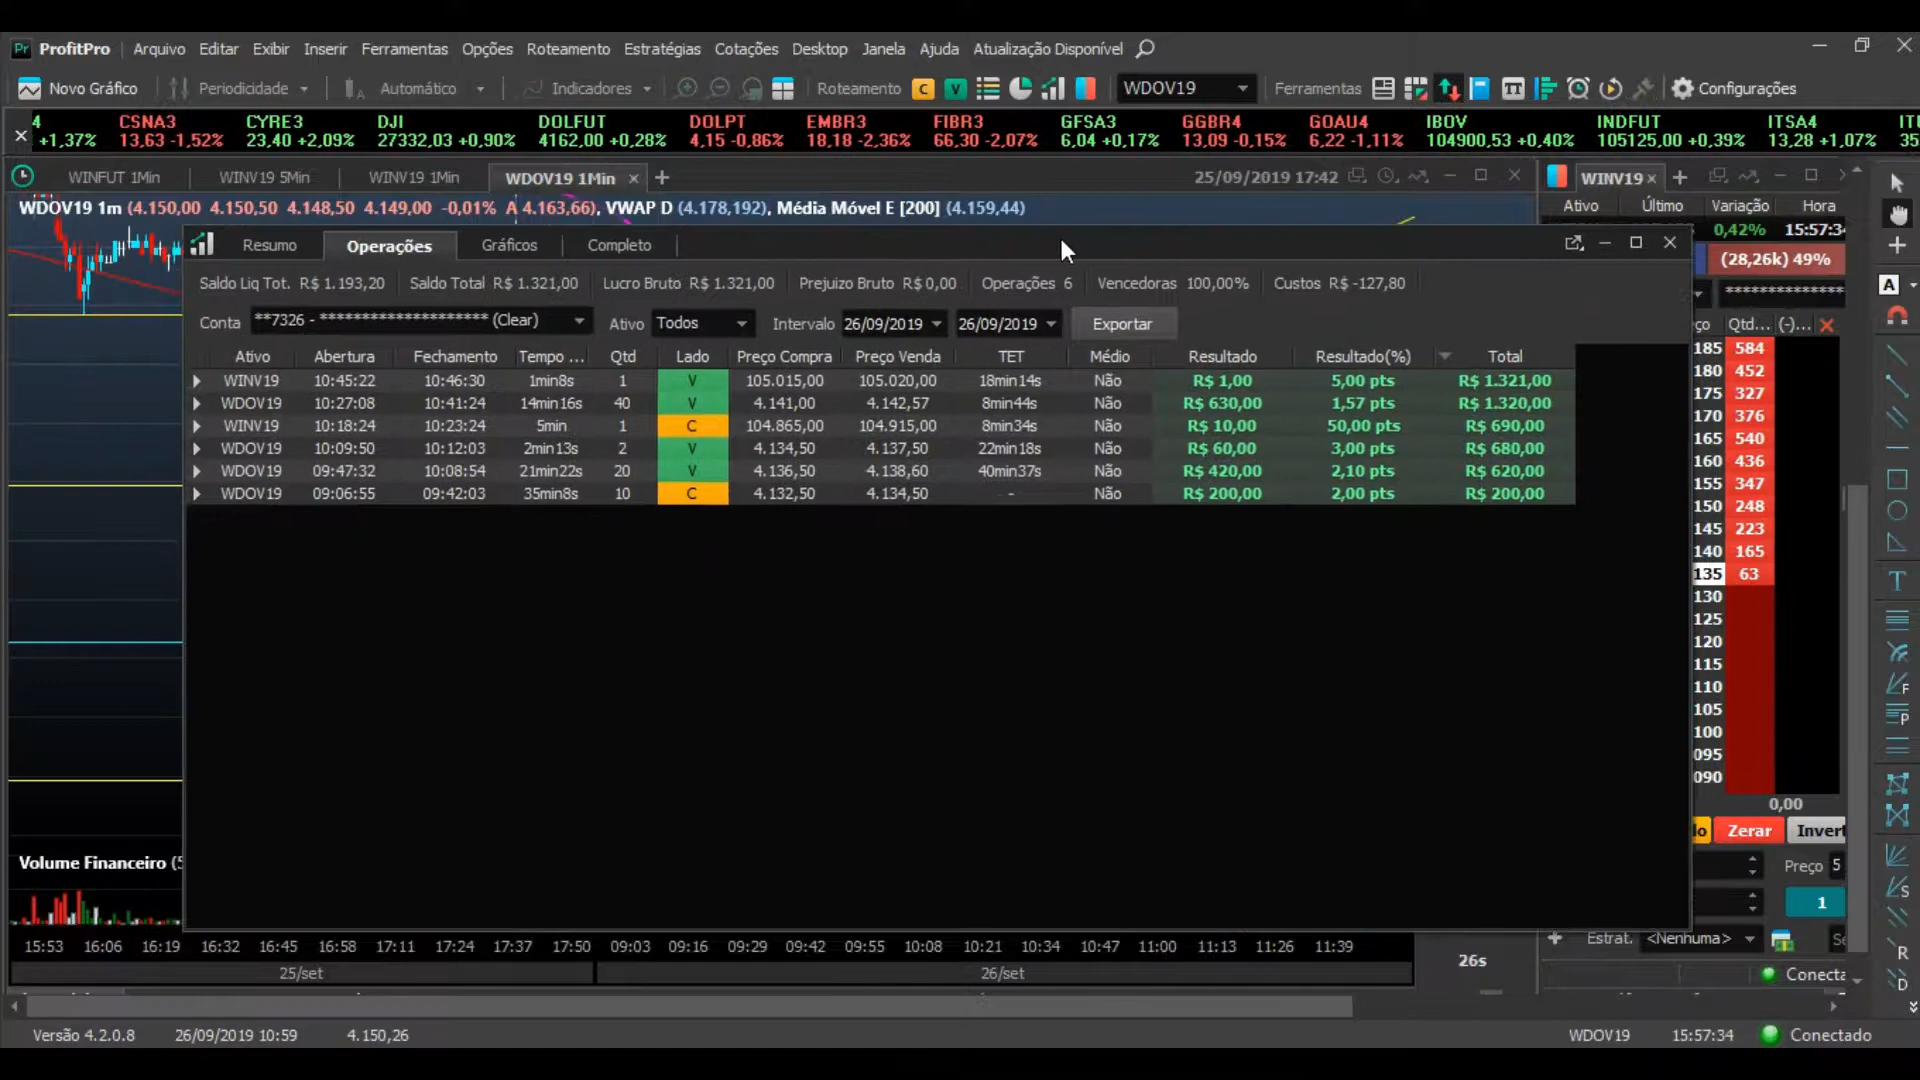 Pr ProfitPro Arquivo Editar Exibir Inserir Ferramentas Opções Roteamento Estratégias Cotações Desktop Janela Ajuda Atualização Disponível
Novo Gráfico Periodicidade Automático Indicadores Roteamento C V WDOV19 Ferramentas TT Configurações
4 CSNA3 CYRE3 DJI DOLFUT DOLPT EMBR3 FIBR3 GFSA3 GGBR4 GOAU4 IBOV INDFUT ITSA4
+1,37% 13,63 -1,52% 23,40 +2,09% 27332,03 +0,90% 4162,00 +0,28% 4,15 -0,86% 18,18 -2,36% 66,30 -2,07% 6,04 +0,17% 13,09 -0,15% 6,22 -1,11% 104900,53 +0,40% 105125,00 +0,39% 13,28 +1,07% 35
WINFUT 1Min WINV19 5Min WINV19 1Min WDOV19 1Min 25/09/2019 17:42 WINV19
WDOV19 1m (4.150,00 4.150,50 4.148,50 4.149,00 -0,01% A 4.163,66), VWAP D (4.178,192), Média Móvel E [200] (4.159,44)
Ativo Último Variação Hora
0,42% 15:57:34
(28,26k) 49%
Resumo Operações Gráficos Completo
Saldo Liq Tot. R$ 1.193,20 Saldo Total R$ 1.321,00 Lucro Bruto R$ 1.321,00 Prejuizo Bruto R$ 0,00 Operações 6 Vencedoras 100,00% Custos R$ -127,80
Conta **7326 - ********************* (Clear) Ativo Todos Intervalo 26/09/2019 26/09/2019 Exportar
Ativo Abertura Fechamento Tempo ... Qtd Lado Preço Compra Preço Venda TET Médio Resultado Resultado(%) Total
WINV19 10:45:22 10:46:30 1min8s 1 V 105.015,00 105.020,00 18min14s Não R$ 1,00 5,00 pts R$ 1.321,00
WDOV19 10:27:08 10:41:24 14min16s 40 V 4.141,00 4.142,57 8min44s Não R$ 630,00 1,57 pts R$ 1.320,00
WINV19 10:18:24 10:23:24 5min 1 C 104.865,00 104.915,00 8min34s Não R$ 10,00 50,00 pts R$ 690,00
WDOV19 10:09:50 10:12:03 2min13s 2 V 4.134,50 4.137,50 22min18s Não R$ 60,00 3,00 pts R$ 680,00
WDOV19 09:47:32 10:08:54 21min22s 20 V 4.136,50 4.138,60 40min37s Não R$ 420,00 2,10 pts R$ 620,00
WDOV19 09:06:55 09:42:03 35min8s 10 C 4.132,50 4.134,50 - Não R$ 200,00 2,00 pts R$ 200,00
Qtd... (-)...
185 584
180 452
175 327
170 376
165 540
160 436
155 347
150 248
145 223
140 165
135 63
130
125
120
115
110
105
100
095
090
0,00
Zerar Invert
Preço 5
1
Estrat. <Nenhuma>
Conecta
Volume Financeiro (5
15:53 16:06 16:19 16:32 16:45 16:58 17:11 17:24 17:37 17:50 09:03 09:16 09:29 09:42 09:55 10:08 10:21 10:34 10:47 11:00 11:13 11:26 11:39
25/set 26/set
26s
Versão 4.2.0.8 26/09/2019 10:59 4.150,26 WDOV19 15:57:34 Conectado